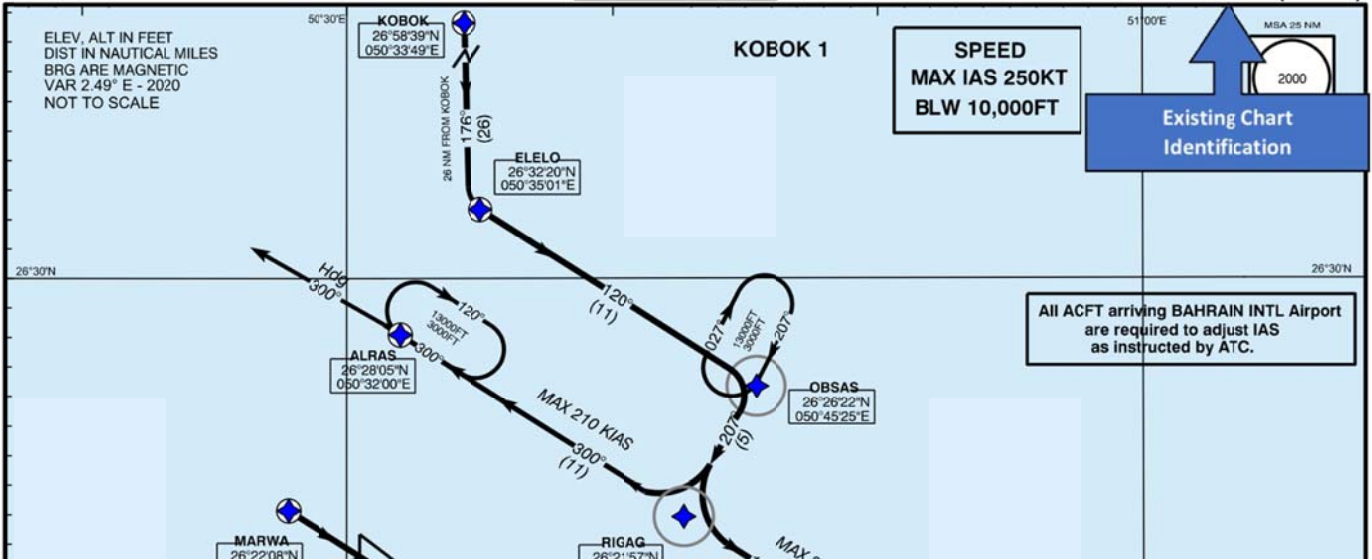 50°30'E
51°00'E
MSA 25 NM
2000
ELEV, ALT IN FEET
DIST IN NAUTICAL MILES
BRG ARE MAGNETIC
VAR 2.49° E - 2020
NOT TO SCALE
KOBOK
26°58'39"N
050°33'49"E
KOBOK 1
SPEED
MAX IAS 250KT
BLW 10,000FT
Existing Chart
Identification
26 NM FROM KOBOK
176°
(26)
ELELO
26°32'20"N
050°35'01"E
26°30'N
26°30'N
Hdg
300°
120°
13000FT
3000FT
300°
ALRAS
26°28'05"N
050°32'00"E
120°
(11)
027°
13000FT
3000FT
207°
All ACFT arriving BAHRAIN INTL Airport
are required to adjust IAS
as instructed by ATC.
OBSAS
26°26'22"N
050°45'25"E
MAX 210 KIAS
300°
(11)
207°
(5)
MARWA
26°22'08"N
RIGAG
26°21'57"N
MAX